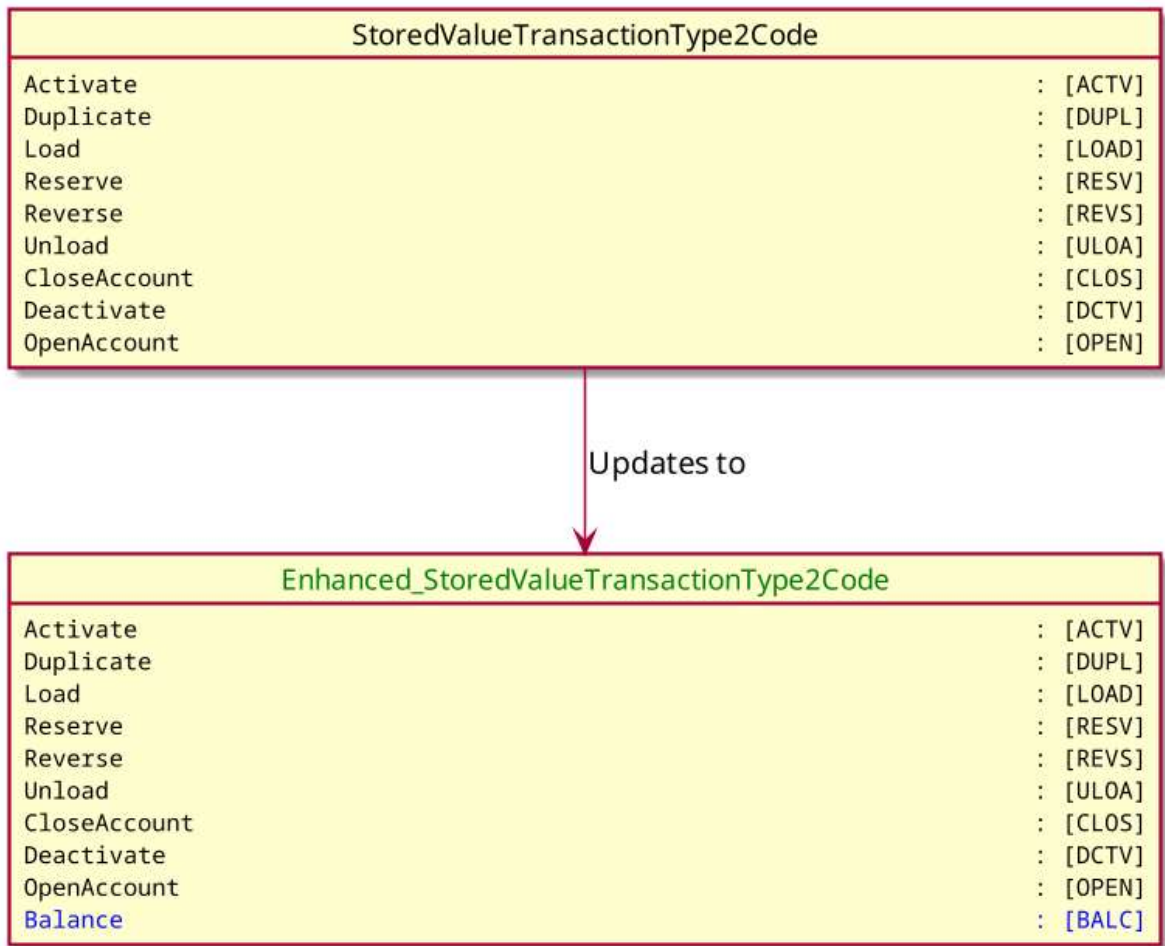 StoredValueTransactionType2Code
Activate : [ACTV]
Duplicate : [DUPL]
Load : [LOAD]
Reserve : [RESV]
Reverse : [REVS]
Unload : [ULOA]
CloseAccount : [CLOS]
Deactivate : [DCTV]
OpenAccount : [OPEN]
Updates to
Enhanced_StoredValueTransactionType2Code
Activate : [ACTV]
Duplicate : [DUPL]
Load : [LOAD]
Reserve : [RESV]
Reverse : [REVS]
Unload : [ULOA]
CloseAccount : [CLOS]
Deactivate : [DCTV]
OpenAccount : [OPEN]
Balance : [BALC]